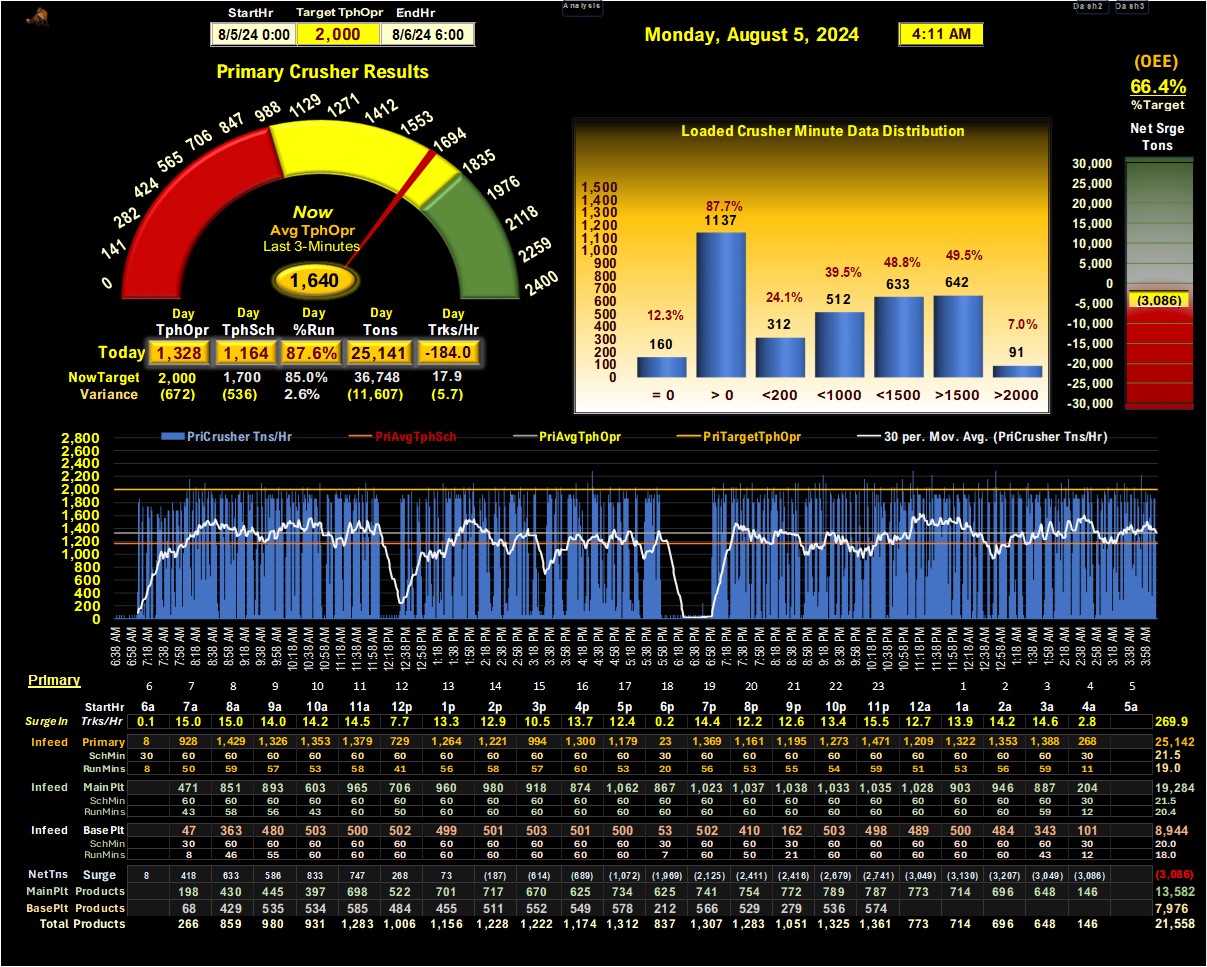 Analysis Dash2 Dash3
StartHr Target TphOpr EndHr
8/5/24 0:00 2,000 8/6/24 6:00
Monday, August 5, 2024 4:11 AM
(OEE)
66.4%
%Target
Net Srge
Tons
30,000
25,000
20,000
15,000
10,000
5,000
0
-5,000
(3,086)
-10,000
-15,000
-20,000
-25,000
-30,000
Primary Crusher Results
0 141 282 424 565 706 847 988 1129 1271 1412 1553 1694 1835 1976 2118 2259 2400
Now
Avg TphOpr
Last 3-Minutes
1,640
Day Day Day Day Day
TphOpr TphSch %Run Tons Trks/Hr
Today 1,328 1,164 87.6% 25,141 -184.0
NowTarget 2,000 1,700 85.0% 36,748 17.9
Variance (672) (536) 2.6% (11,607) (5.7)
Loaded Crusher Minute Data Distribution
1,500
1,400
1,300
1,200
1,100
1,000
900
800
700
600
500
400
300
200
100
0
12.3% 87.7% 24.1% 39.5% 48.8% 49.5% 7.0%
160 1137 312 512 633 642 91
= 0 > 0 <200 <1000 <1500 >1500 >2000
PriCrusher Tns/Hr PriAvgTphSch PriAvgTphOpr PriTargetTphOpr 30 per. Mov. Avg. (PriCrusher Tns/Hr)
2,800
2,600
2,400
2,200
2,000
1,800
1,600
1,400
1,200
1,000
800
600
400
200
0
6:38 AM 6:58 AM 7:18 AM 7:38 AM 7:58 AM 8:18 AM 8:38 AM 8:58 AM 9:18 AM 9:38 AM 9:58 AM 10:18 AM 10:38 AM 10:58 AM 11:18 AM 11:38 AM 11:58 AM 12:18 PM 12:38 PM 12:58 PM 1:18 PM 1:38 PM 1:58 PM 2:18 PM 2:38 PM 2:58 PM 3:18 PM 3:38 PM 3:58 PM 4:18 PM 4:38 PM 4:58 PM 5:18 PM 5:38 PM 5:58 PM 6:18 PM 6:38 PM 6:58 PM 7:18 PM 7:38 PM 7:58 PM 8:18 PM 8:38 PM 8:58 PM 9:18 PM 9:38 PM 9:58 PM 10:18 PM 10:38 PM 10:58 PM 11:18 PM 11:38 PM 11:58 PM 12:18 AM 12:38 AM 12:58 AM 1:18 AM 1:38 AM 1:58 AM 2:18 AM 2:38 AM 2:58 AM 3:18 AM 3:38 AM 3:58 AM
Primary
6 7 8 9 10 11 12 13 14 15 16 17 18 19 20 21 22 23 1 2 3 4 5
StartHr 6a 7a 8a 9a 10a 11a 12p 1p 2p 3p 4p 5p 6p 7p 8p 9p 10p 11p 12a 1a 2a 3a 4a 5a
SurgeIn Trks/Hr 0.1 15.0 15.0 14.0 14.2 14.5 7.7 13.3 12.9 10.5 13.7 12.4 0.2 14.4 12.2 12.6 13.4 15.5 12.7 13.9 14.2 14.6 2.8 269.9
Infeed Primary 8 928 1,429 1,326 1,353 1,379 729 1,264 1,221 994 1,300 1,179 23 1,369 1,161 1,195 1,273 1,471 1,209 1,322 1,353 1,388 268 25,142
SchMin 30 60 60 60 60 60 60 60 60 60 60 60 30 60 60 60 60 60 60 60 60 60 30 21.5
RunMins 8 50 59 57 53 58 41 56 58 57 60 53 20 56 53 55 54 59 51 53 56 59 11 19.0
Infeed MainPlt 471 851 893 603 965 706 960 980 918 874 1,062 867 1,023 1,037 1,038 1,033 1,035 1,028 903 946 887 204 19,284
SchMin 60 60 60 60 60 60 60 60 60 60 60 60 60 60 60 60 60 60 60 60 60 30 21.5
RunMins 43 58 56 43 60 50 60 60 60 60 60 60 60 60 60 60 60 60 60 60 59 12 20.4
Infeed BasePlt 47 363 480 503 500 502 499 501 503 501 500 53 502 410 162 503 498 489 500 484 343 101 8,944
SchMin 30 60 60 60 60 60 60 60 60 60 60 30 60 60 30 60 60 60 60 60 60 30 20.0
RunMins 8 46 55 60 60 60 60 60 60 60 60 7 60 50 21 60 60 60 60 60 43 12 18.0
NetTns Surge 8 418 633 586 833 747 268 73 (187) (614) (689) (1,072) (1,969) (2,125) (2,411) (2,416) (2,679) (2,741) (3,049) (3,130) (3,207) (3,049) (3,086) (3,086)
MainPlt Products 198 430 445 397 698 522 701 717 670 625 734 625 741 754 772 789 787 773 714 696 648 146 13,582
BasePlt Products 68 429 535 534 585 484 455 511 552 549 578 212 566 529 279 536 574 7,976
Total Products 266 859 980 931 1,283 1,006 1,156 1,228 1,222 1,174 1,312 837 1,307 1,283 1,051 1,325 1,361 773 714 696 648 146 21,558